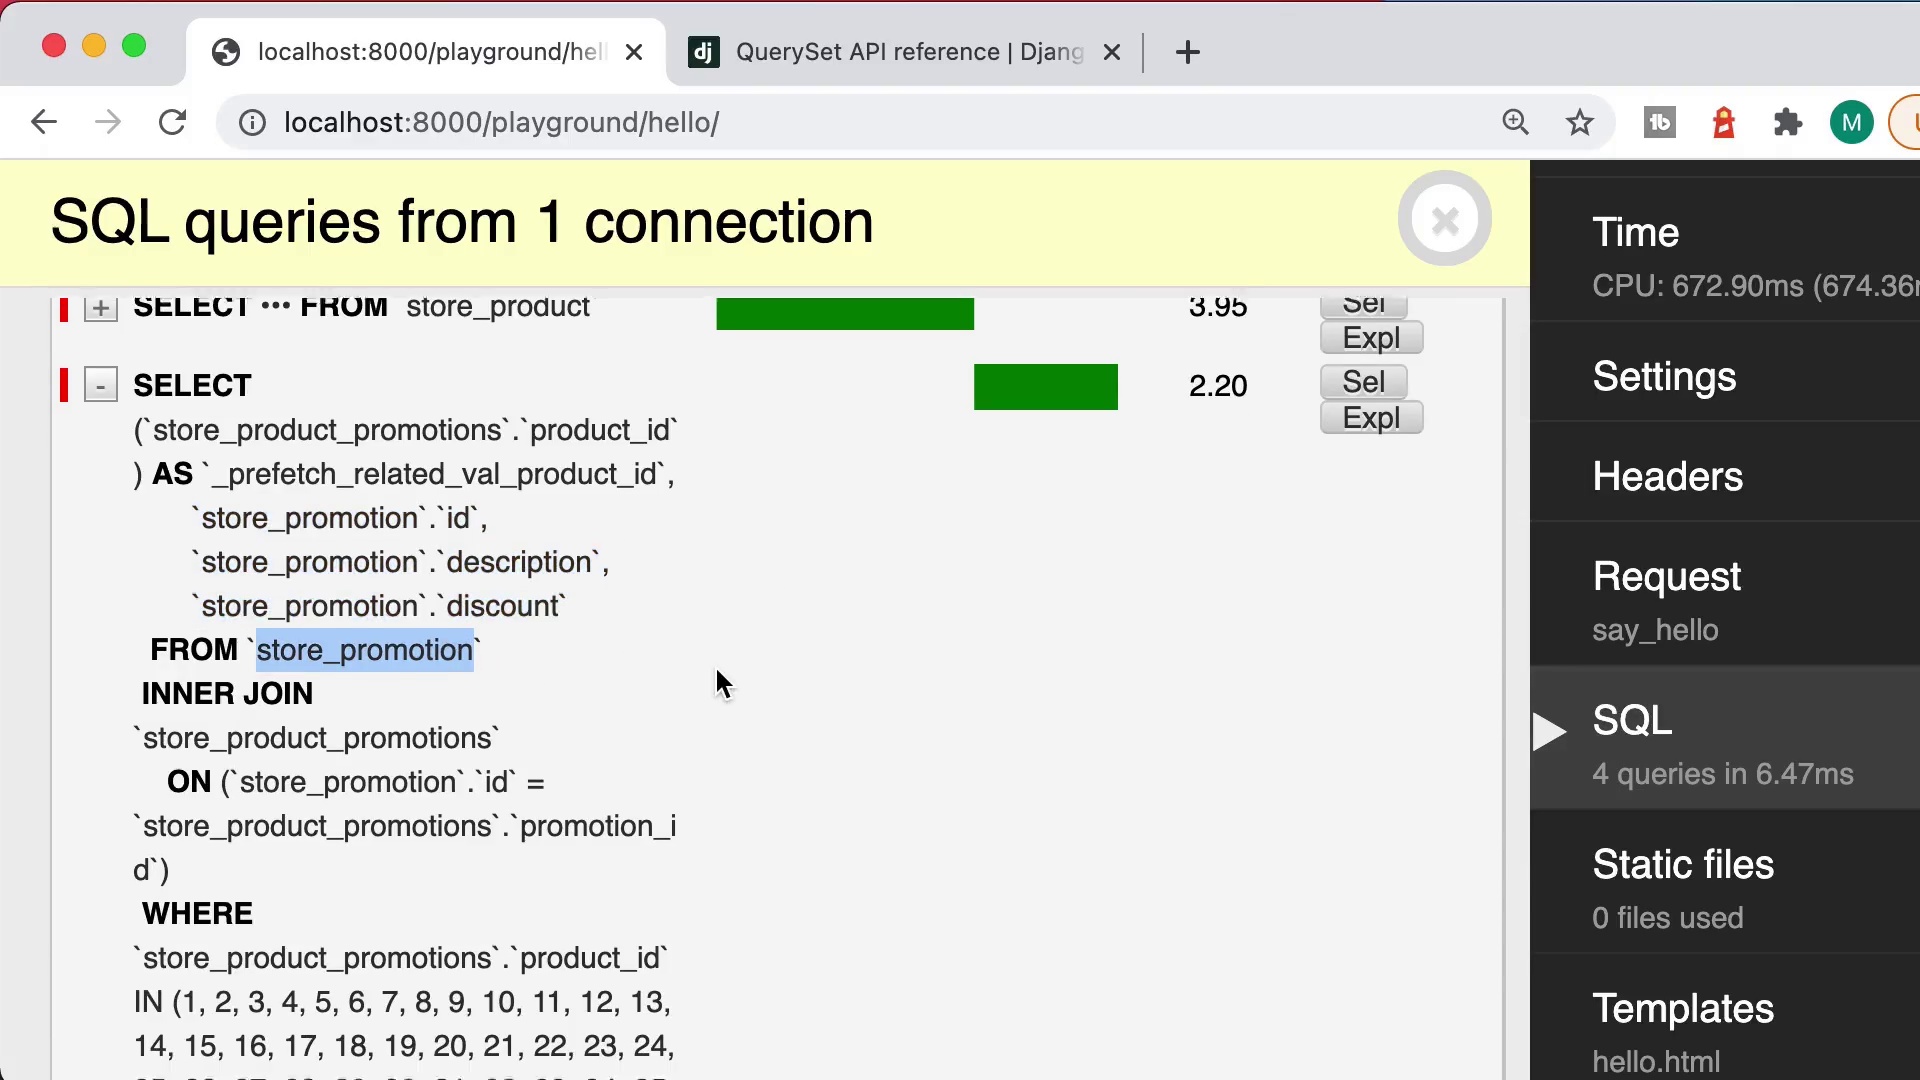 localhost:8000/playground/hel
dj QuerySet API reference | Djang
localhost:8000/playground/hello/
M
SQL queries from 1 connection
+ SELECT ••• FROM store_product 3.95 Sel
Expl
- SELECT 2.20 Sel
Expl
(`store_product_promotions`.`product_id`
) AS `_prefetch_related_val_product_id`,
`store_promotion`.`id`,
`store_promotion`.`description`,
`store_promotion`.`discount`
FROM `store_promotion`
INNER JOIN
`store_product_promotions`
ON (`store_promotion`.`id` =
`store_product_promotions`.`promotion_i
d`)
WHERE
`store_product_promotions`.`product_id`
IN (1, 2, 3, 4, 5, 6, 7, 8, 9, 10, 11, 12, 13,
14, 15, 16, 17, 18, 19, 20, 21, 22, 23, 24,
Time
CPU: 672.90ms (674.36
Settings
Headers
Request
say_hello
SQL
4 queries in 6.47ms
Static files
0 files used
Templates
hello.html